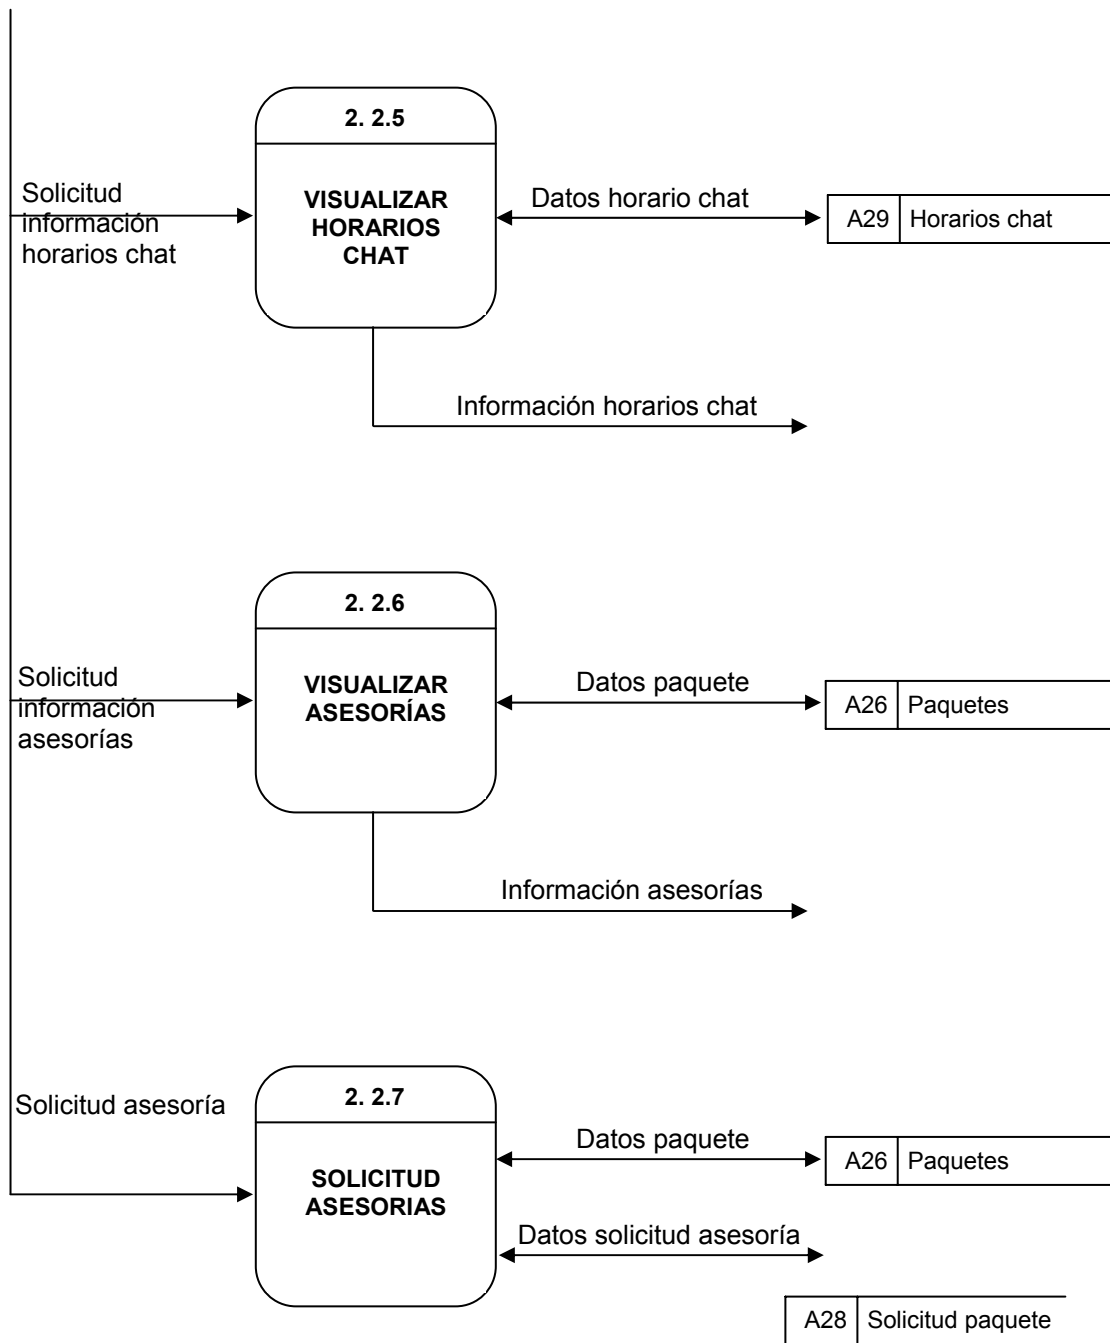 2. 2.5
VISUALIZAR
HORARIOS
CHAT
Solicitud
información
horarios chat
Datos horario chat
A29 Horarios chat
Información horarios chat
2. 2.6
VISUALIZAR
ASESORÍAS
Solicitud
información
asesorías
Datos paquete
A26 Paquetes
Información asesorías
2. 2.7
SOLICITUD
ASESORIAS
Solicitud asesoría
Datos paquete
A26 Paquetes
Datos solicitud asesoría
A28 Solicitud paquete